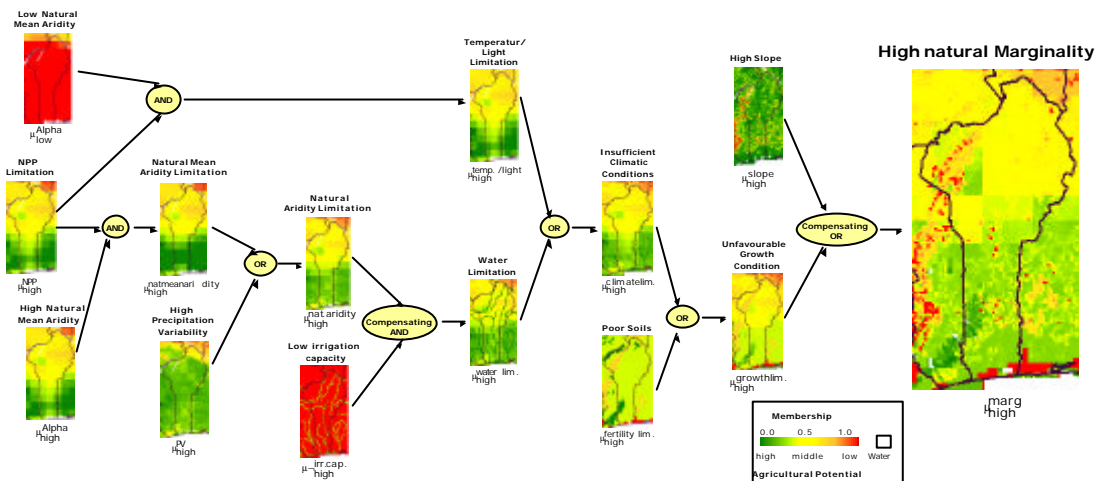 Low Natural
Mean Aridity
μAlpha
low
AND
Temperatur/
Light
Limitation
μtemp. /light
high
High Slope
μslope
high
High natural Marginality
μmarg
high
NPP
Limitation
μNPP
high
AND
Natural Mean
Aridity Limitation
μnatmeanari dity
high
OR
Natural
Aridity Limitation
μnat.aridity
high
High Natural
Mean Aridity
μAlpha
high
High
Precipitation
Variability
μPV
high
Low irrigation
capacity
μ¬irr.cap.
high
Compensating
AND
Water
Limitation
μwater lim.
high
OR
Insufficient
Climatic
Conditions
μclimatelim.
high
Poor Soils
μfertility lim.
high
OR
Unfavourable
Growth
Condition
μgrowthlim.
high
Compensating
OR
Membership
0.0 0.5 1.0
high middle low Water
Agricultural Potential